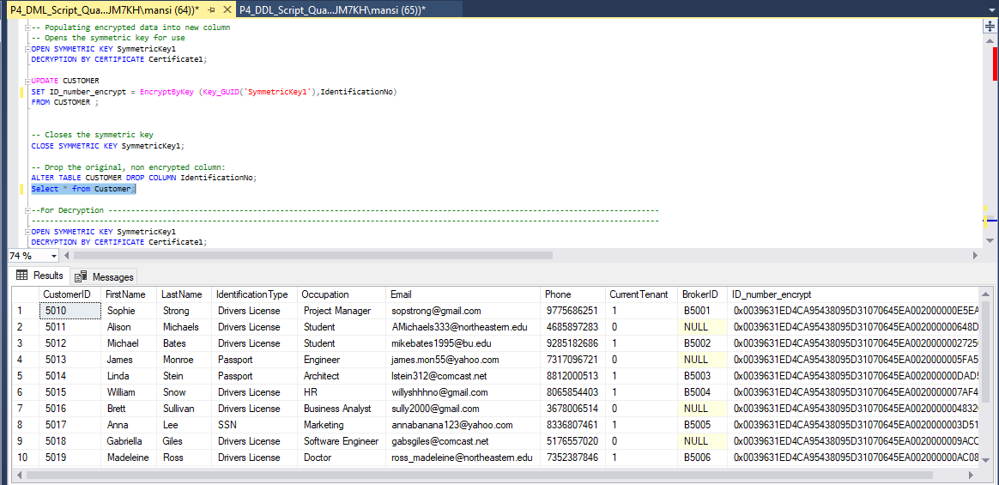 P4_DML_Script_Qua...JM7KH\mansi (64))* P4_DDL_Script_Qua...JM7KH\mansi (65))*
-- Populating encrypted data into new column
-- Opens the symmetric key for use
OPEN SYMMETRIC KEY SymmetricKey1
DECRYPTION BY CERTIFICATE Certificate1;
UPDATE CUSTOMER
SET ID_number_encrypt = EncryptByKey (Key_GUID('SymmetricKey1'),IdentificationNo)
FROM CUSTOMER ;
-- Closes the symmetric key
CLOSE SYMMETRIC KEY SymmetricKey1;
-- Drop the original, non encrypted column:
ALTER TABLE CUSTOMER DROP COLUMN IdentificationNo;
Select * from Customer;
--For Decryption --------------------------------------------------------------------------------------------------------------------------
--------------------------------------------------------------------------------------------------------------------------------------------
OPEN SYMMETRIC KEY SymmetricKey1
DECRYPTION BY CERTIFICATE Certificate1;
74 %
Results Messages
CustomerID FirstName LastName IdentificationType Occupation Email Phone CurrentTenant BrokerID ID_number_encrypt
1 5010 Sophie Strong Drivers License Project Manager sopstrong@gmail.com 9775686251 1 B5001 0x0039631ED4CA95438095D31070645EA002000000E5EA
2 5011 Alison Michaels Drivers License Student AMichaels333@northeastern.edu 4685897283 0 NULL 0x0039631ED4CA95438095D31070645EA002000000648D
3 5012 Michael Bates Drivers License Student mikebates1995@bu.edu 9285182686 1 B5002 0x0039631ED4CA95438095D31070645EA00200000027250
4 5013 James Monroe Passport Engineer james.mon55@yahoo.com 7317096721 0 NULL 0x0039631ED4CA95438095D31070645EA00200000005FA5
5 5014 Linda Stein Passport Architect lstein312@comcast.net 8812000513 1 B5003 0x0039631ED4CA95438095D31070645EA002000000DAD5
6 5015 William Snow Drivers License HR willyshhhno@gmail.com 8065854403 1 B5004 0x0039631ED4CA95438095D31070645EA0020000007AF4
7 5016 Brett Sullivan Drivers License Business Analyst sully2000@gmail.com 3678006514 0 NULL 0x0039631ED4CA95438095D31070645EA00200000048320
8 5017 Anna Lee SSN Marketing annabanana123@yahoo.com 8336807461 1 B5005 0x0039631ED4CA95438095D31070645EA0020000003D51
9 5018 Gabriella Giles Drivers License Software Engineer gabsgiles@comcast.net 5176557020 0 NULL 0x0039631ED4CA95438095D31070645EA0020000009ACC
10 5019 Madeleine Ross Drivers License Doctor ross_madeleine@northeastern.edu 7352387846 1 B5006 0x0039631ED4CA95438095D31070645EA002000000AC08